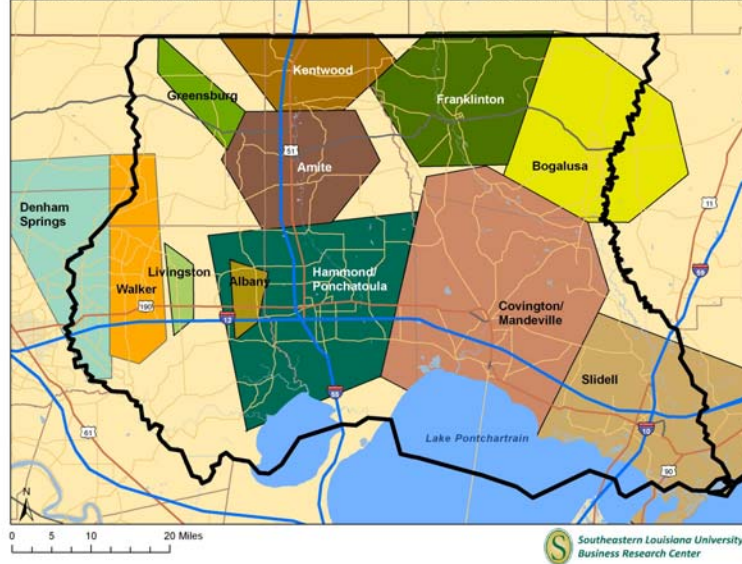 Kentwood
Greensburg
Franklinton
51
Amite
Bogalusa
Denham
Springs
11
59
Livingston
Hammond/
Ponchatoula
Walker
Albany
190
12
Covington/
Mandeville
Slidell
55
61
Lake Pontchartrain
10
90
N
0 5 10 20 Miles
Southeastern Louisiana University
Business Research Center